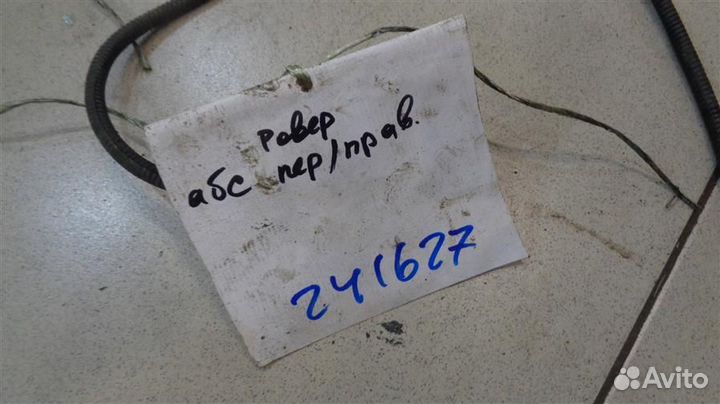 ровер
абс пер/прав.
241627
Avito